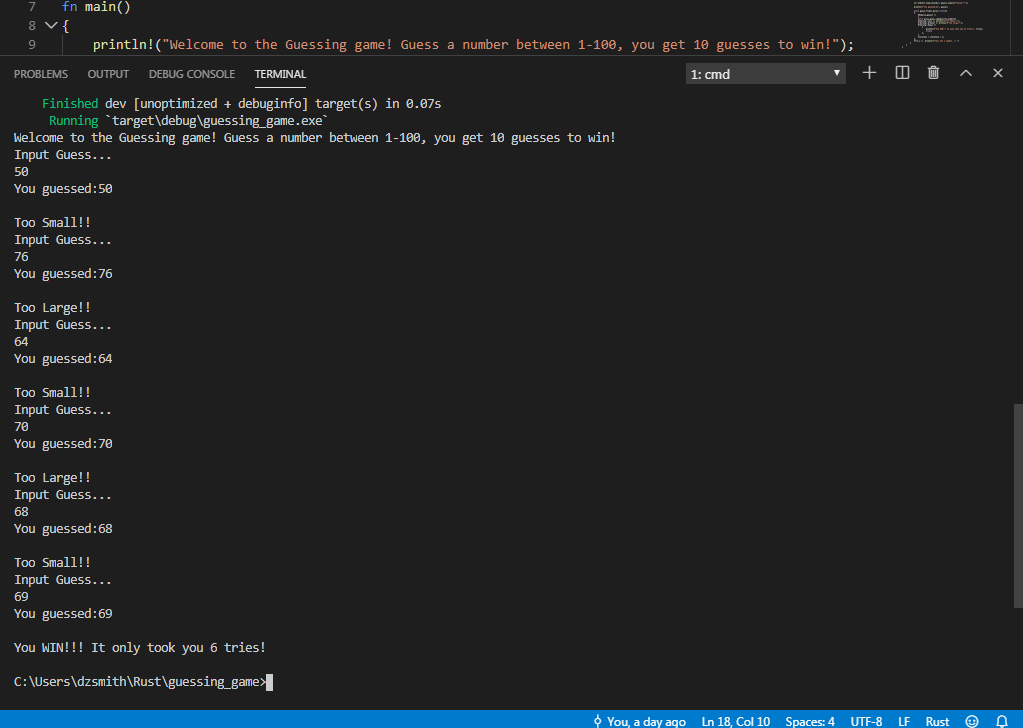 7 fn main()
8 {
9 println!("Welcome to the Guessing game! Guess a number between 1-100, you get 10 guesses to win!");
PROBLEMS OUTPUT DEBUG CONSOLE TERMINAL 1: cmd
Finished dev [unoptimized + debuginfo] target(s) in 0.07s
Running `target\debug\guessing_game.exe`
Welcome to the Guessing game! Guess a number between 1-100, you get 10 guesses to win!
Input Guess...
50
You guessed:50
Too Small!!
Input Guess...
76
You guessed:76
Too Large!!
Input Guess...
64
You guessed:64
Too Small!!
Input Guess...
70
You guessed:70
Too Large!!
Input Guess...
68
You guessed:68
Too Small!!
Input Guess...
69
You guessed:69
You WIN!!! It only took you 6 tries!
C:\Users\dzsmith\Rust\guessing_game>
You, a day ago Ln 18, Col 10 Spaces: 4 UTF-8 LF Rust